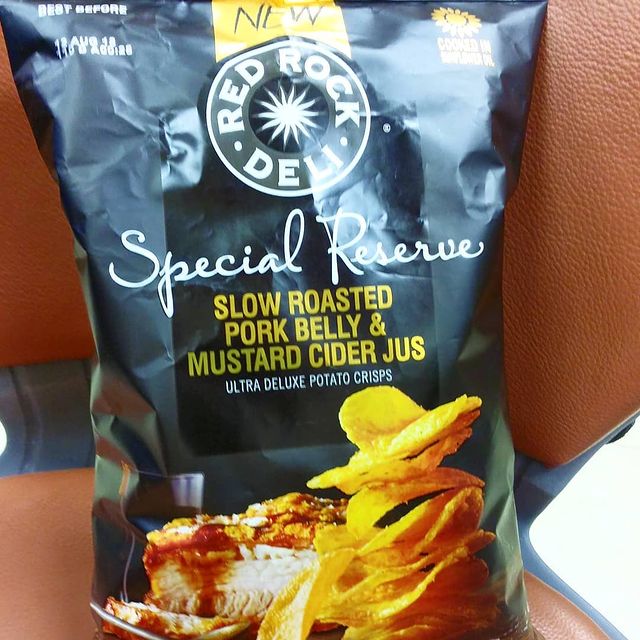 BEST BEFORE
NEW
COOKED IN
SUNFLOWER OIL
RED ROCK
DELI
®
Special Reserve
SLOW ROASTED
PORK BELLY &
MUSTARD CIDER JUS
ULTRA DELUXE POTATO CRISPS